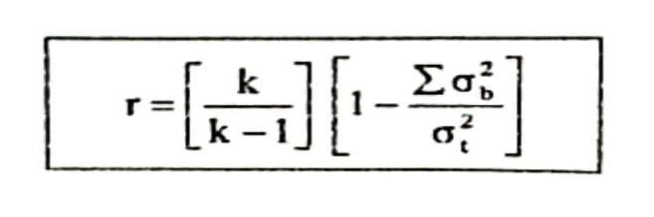 r = [k / (k − 1)] [1 − Σσ_b² / σ_t²]